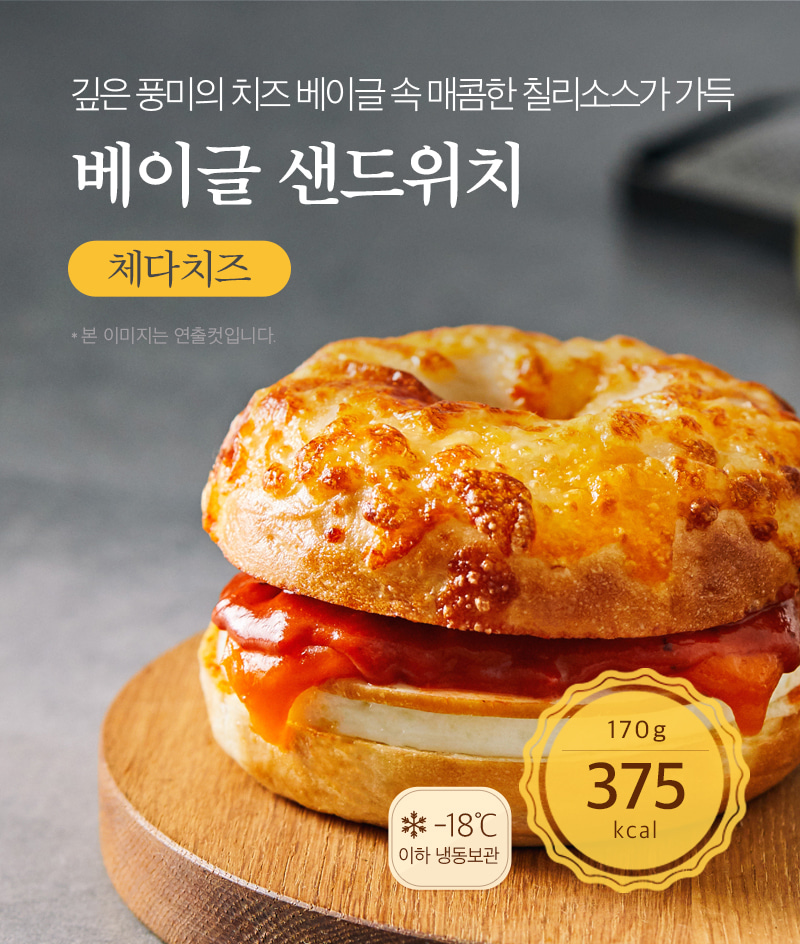 깊은 풍미의 치즈 베이글 속 매콤한 칠리소스가 가득
베이글 샌드위치
체다치즈
* 본 이미지는 연출컷입니다.
170g
375
kcal
-18℃
이하 냉동보관